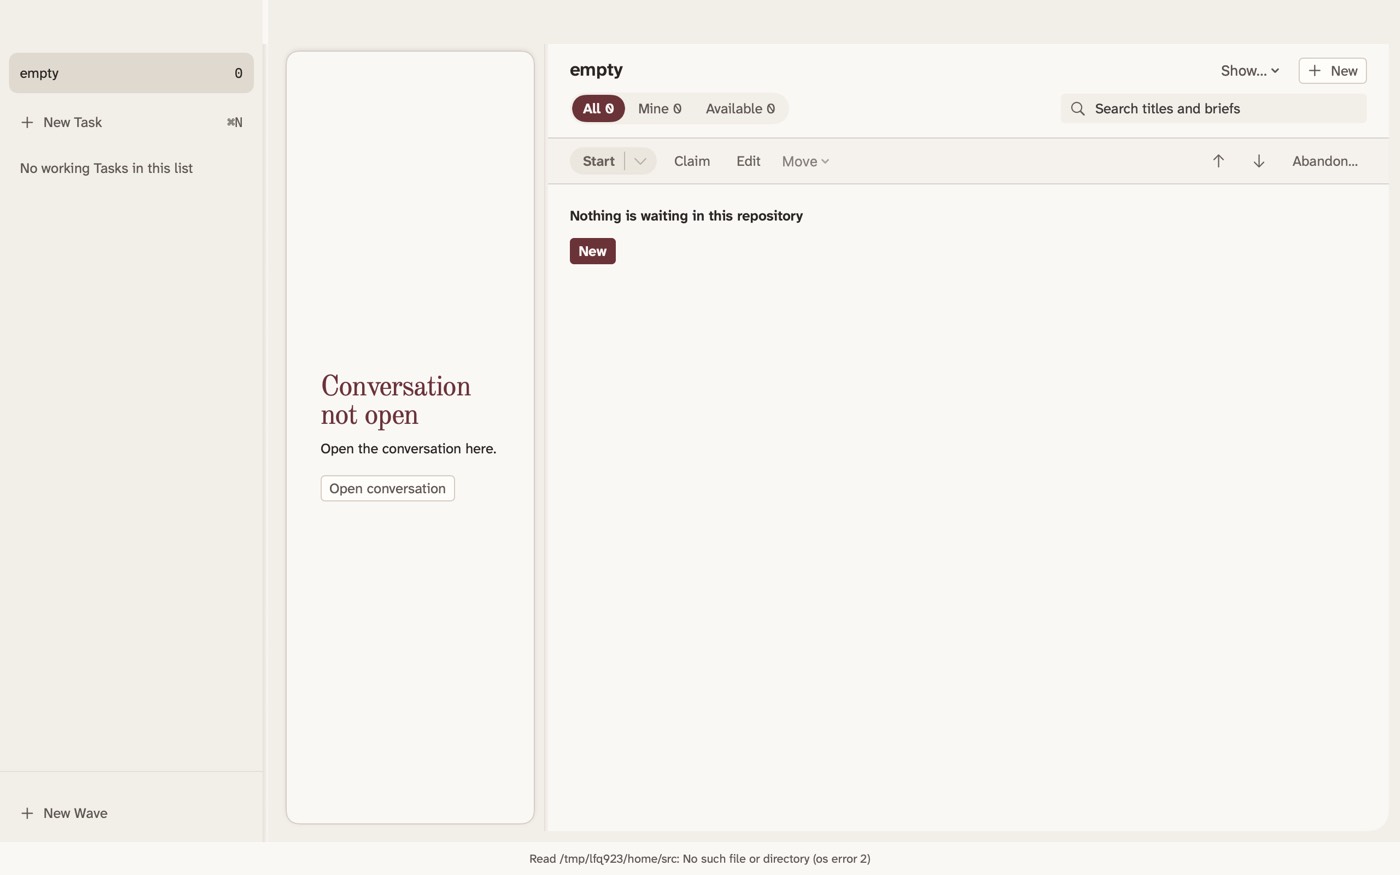 empty 0
New Task ⌘N
No working Tasks in this list
New Wave
Conversation
not open
Open the conversation here.
Open conversation
empty
Show...
New
All 0
Mine 0
Available 0
Search titles and briefs
Start
Claim
Edit
Move
Abandon...
Nothing is waiting in this repository
New
Read /tmp/lfq923/home/src: No such file or directory (os error 2)